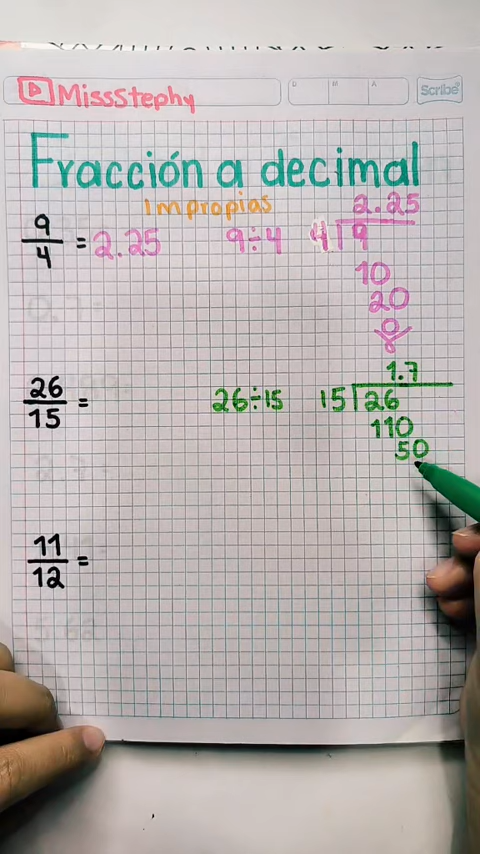 MissStephy
D M A
Scribe
Fracción a decimal
Impropias
9/4 = 2.25 9÷4 4 9 2.25
10
20
0
26/15 = 26÷15 15 26 1.7
110
50
11/12 =